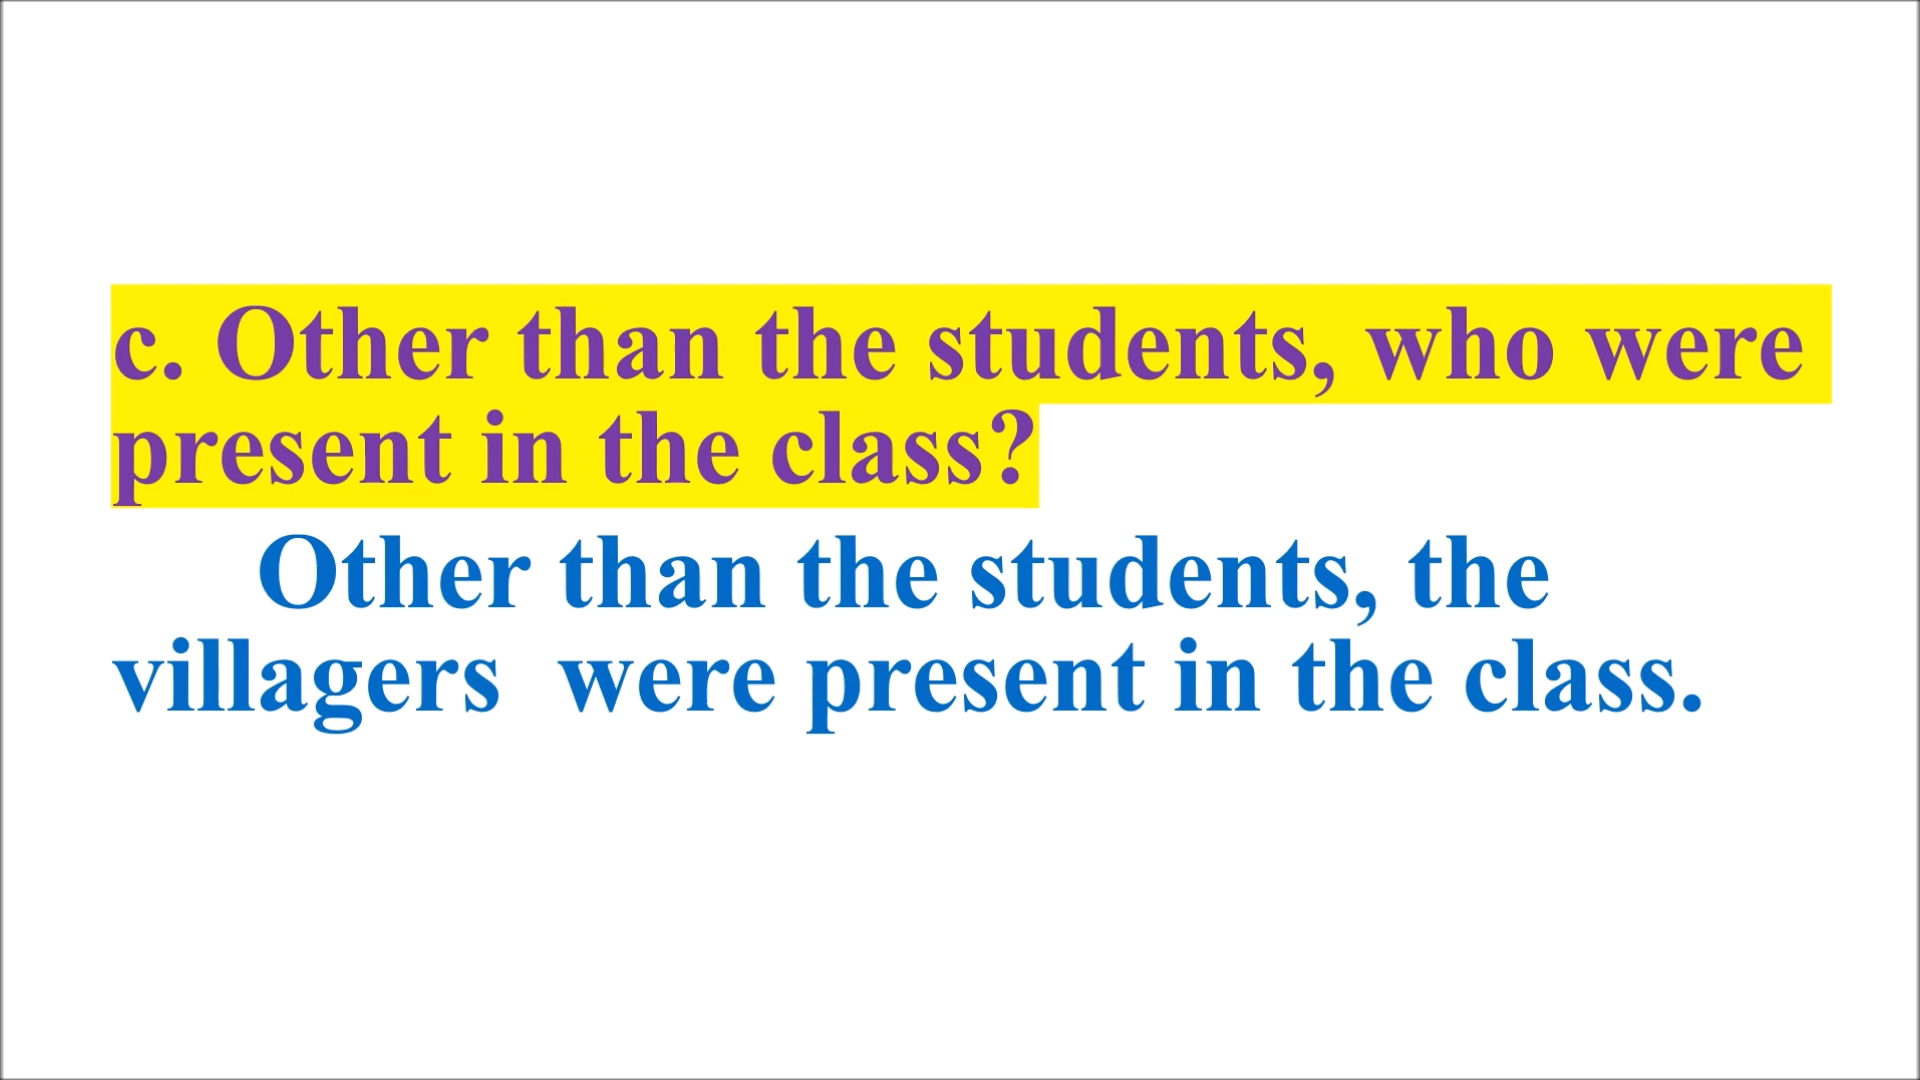 c. Other than the students, who were
present in the class?
Other than the students, the
villagers  were present in the class.